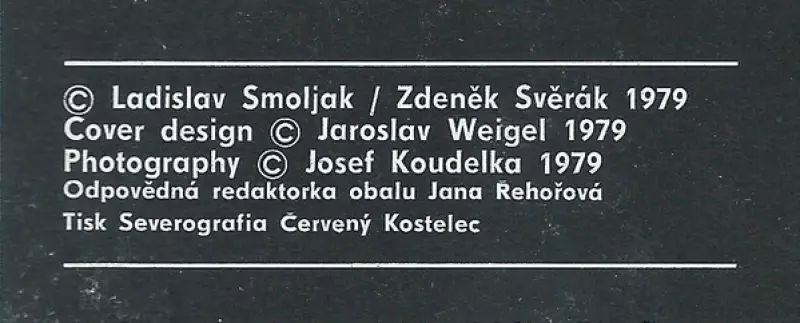 © Ladislav Smoljak / Zdeněk Svěrák 1979
Cover design © Jaroslav Weigel 1979
Photography © Josef Koudelka 1979
Odpovědná redaktorka obalu Jana Řehořová
Tisk Severografia Červený Kostelec